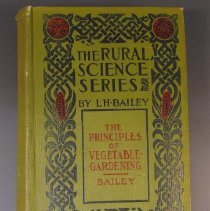 THE RURAL
SCIENCE
SERIES
BY L·H·BAILEY
THE
PRINCIPLES
OF
VEGETABLE-
GARDENING
BAILEY